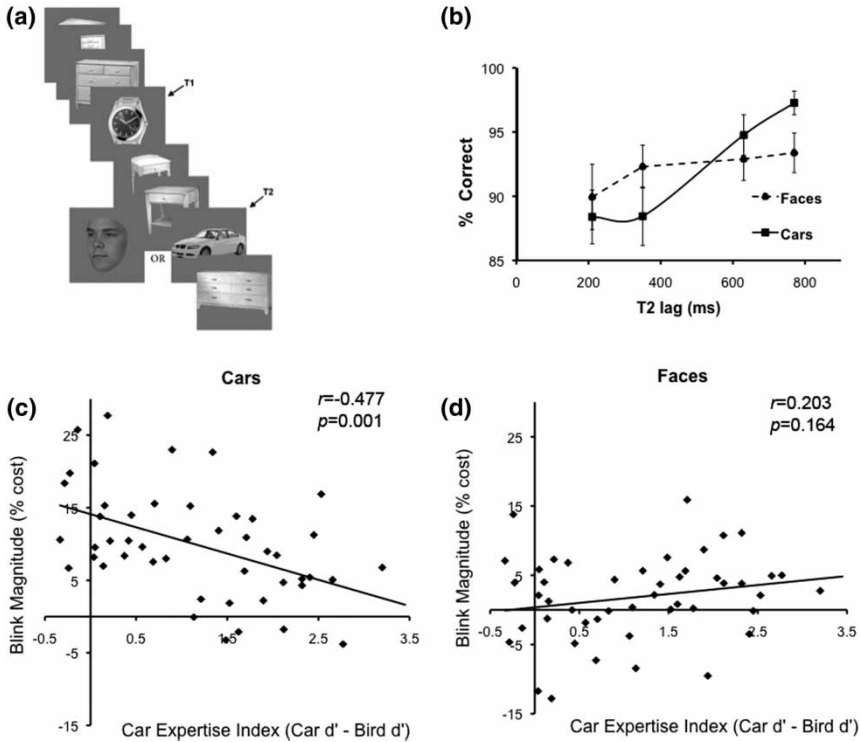 (a)
T1
T2
OR
(b)
100
95
90
85
% Correct
0 200 400 600 800
T2 lag (ms)
Faces
Cars
(c)
Cars
r=-0.477
p=0.001
25
15
5
-5
-15
-0.5 0.5 1.5 2.5 3.5
Blink Magnitude (% cost)
Car Expertise Index (Car d' - Bird d')
(d)
Faces
r=0.203
p=0.164
25
15
5
-5
-15
-0.5 0.5 1.5 2.5 3.5
Blink Magnitude (% cost)
Car Expertise Index (Car d' - Bird d')